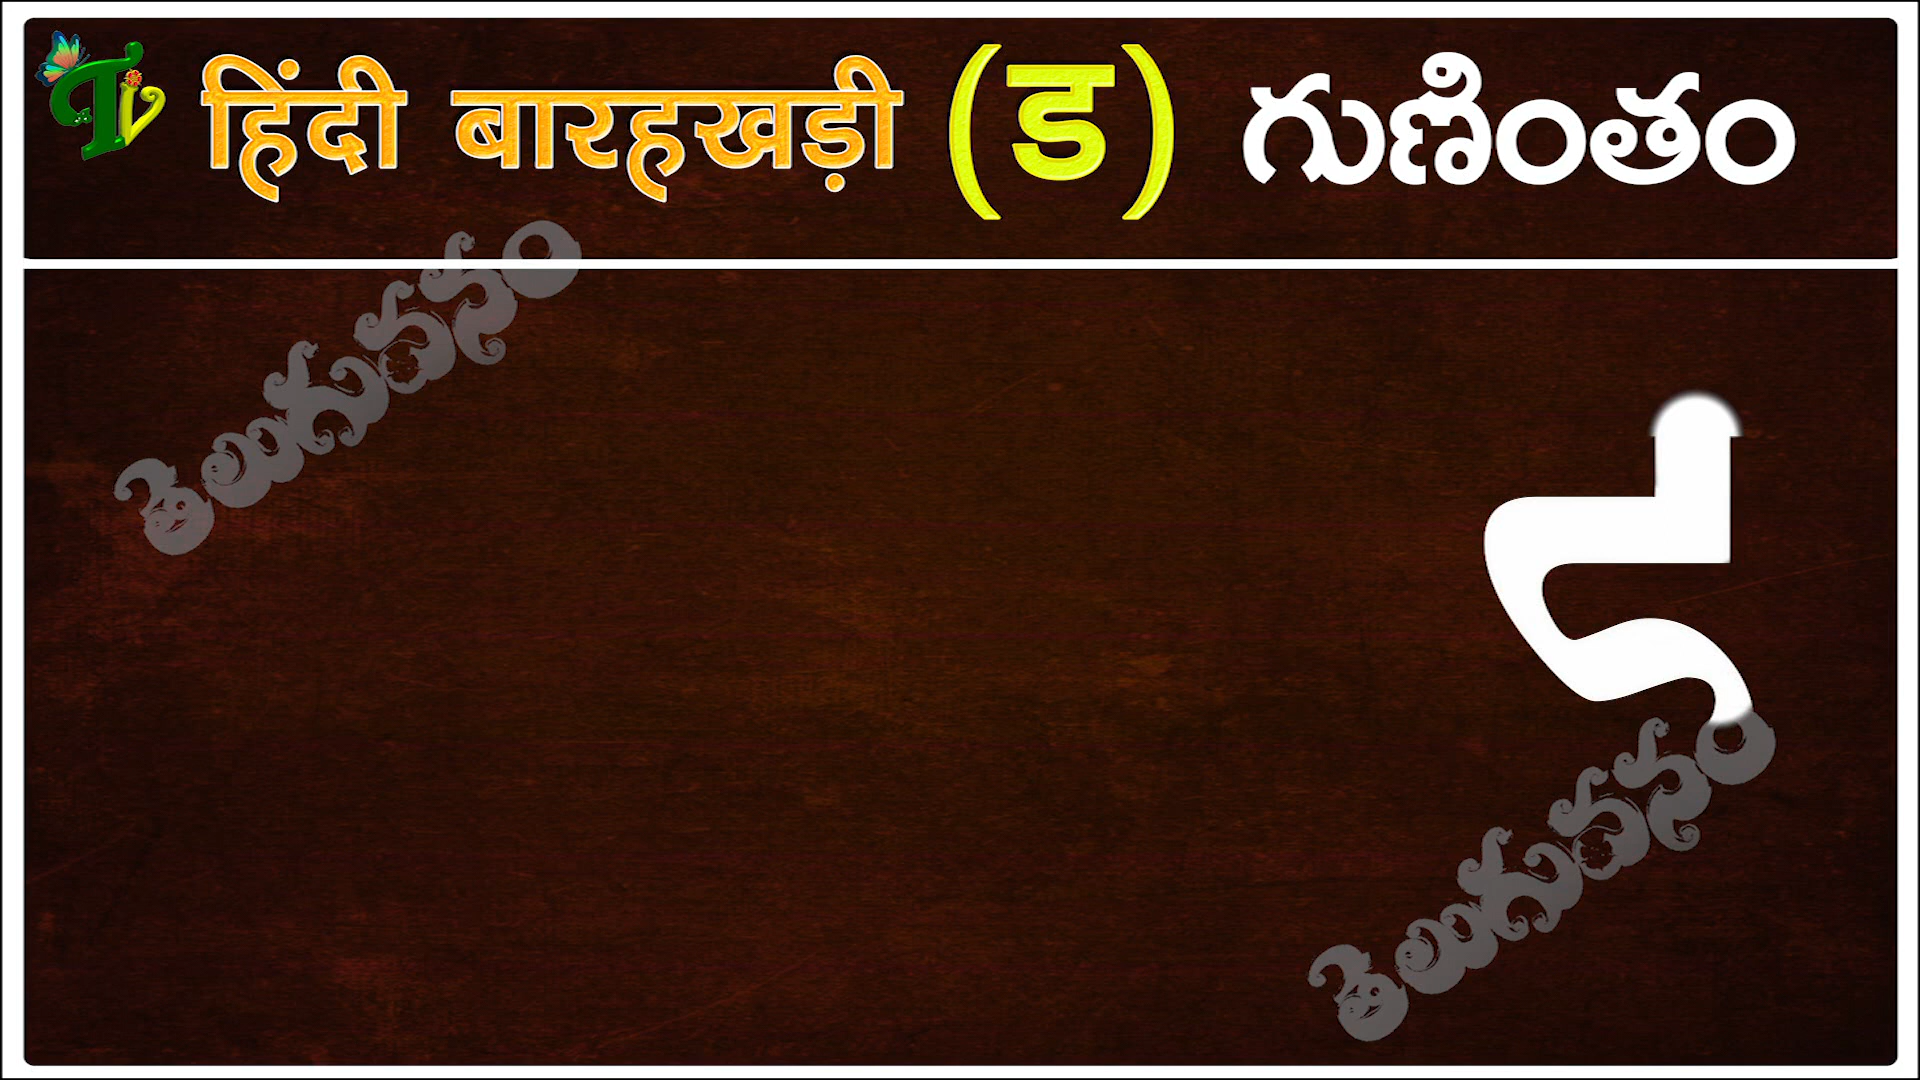 हिंदी बारहखड़ी (ड) గుణింతం
తెలుగువనం
తెలుగువనం